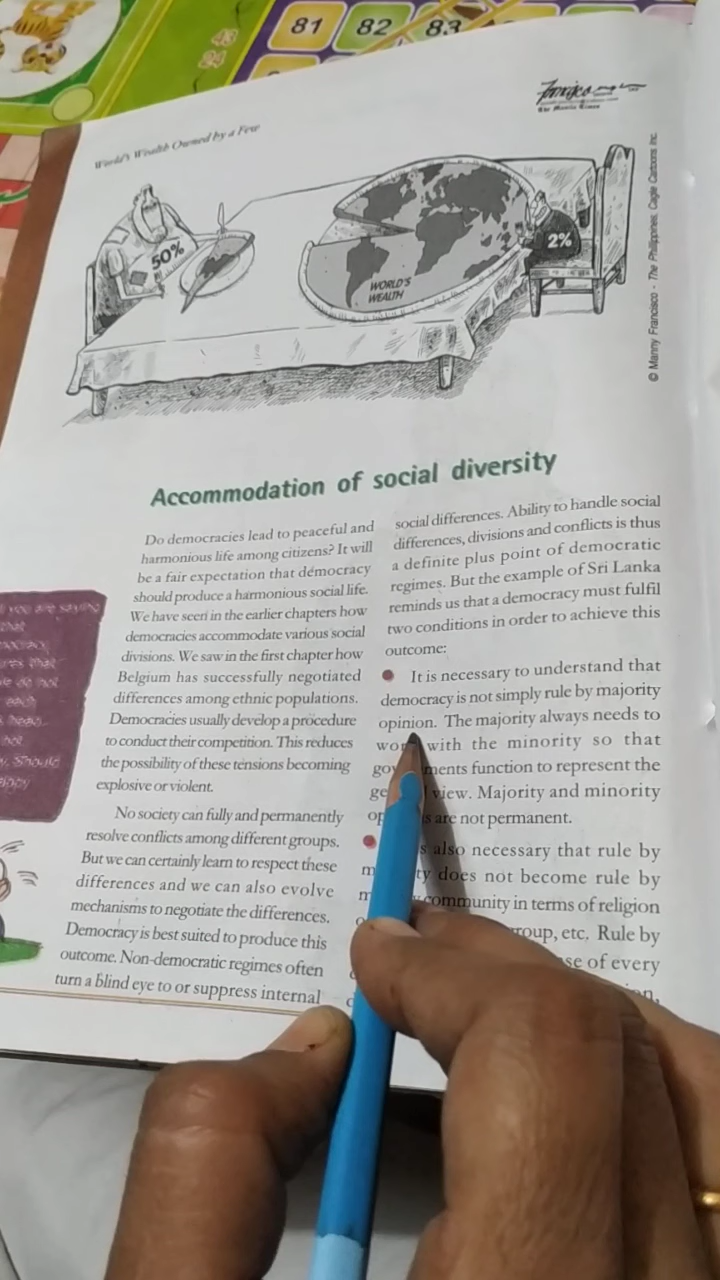 81 82 83
43
24
World's Wealth Owned by a Few
The Manila Times
50%
2%
WORLD'S
WEALTH
© Manny Francisco - The Philippines, Cagle Cartoons Inc.
Accommodation of social diversity
Do democracies lead to peaceful and
harmonious life among citizens? It will
be a fair expectation that democracy
should produce a harmonious social life.
We have seen in the earlier chapters how
democracies accommodate various social
divisions. We saw in the first chapter how
Belgium has successfully negotiated
differences among ethnic populations.
Democracies usually develop a procedure
to conduct their competition. This reduces
the possibility of these tensions becoming
explosive or violent.
No society can fully and permanently
resolve conflicts among different groups.
But we can certainly learn to respect these
differences and we can also evolve
mechanisms to negotiate the differences.
Democracy is best suited to produce this
outcome. Non-democratic regimes often
turn a blind eye to or suppress internal
social differences. Ability to handle social
differences, divisions and conflicts is thus
a definite plus point of democratic
regimes. But the example of Sri Lanka
reminds us that a democracy must fulfil
two conditions in order to achieve this
outcome:
● It is necessary to understand that
democracy is not simply rule by majority
opinion. The majority always needs to
with the minority so that
function to represent the
view. Majority and minority
are not permanent.
● also necessary that rule by
does not become rule by
community in terms of religion
etc. Rule by
of every
you are saying